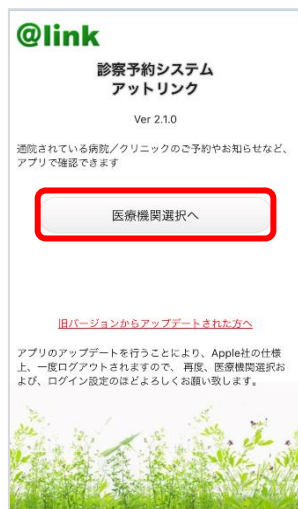 @link
診察予約システム
アットリンク
Ver 2.1.0
通院されている病院／クリニックのご予約やお知らせなど、
アプリで確認できます
医療機関選択へ
旧バージョンからアップデートされた方へ
アプリのアップデートを行うことにより、Apple社の仕様
上、一度ログアウトされますので、 再度、医療機関選択お
よび、ログイン設定のほどよろしくお願い致します。